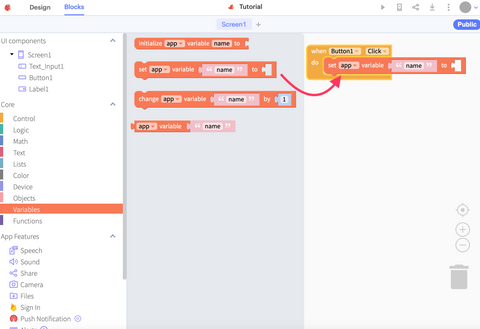 Design
Blocks
Tutorial
Screen1
+
Public
UI components
Screen1
Text_Input1
Button1
Label1
Core
Control
Logic
Math
Text
Lists
Color
Device
Objects
Variables
Functions
App Features
Speech
Sound
Share
Camera
Files
Sign In
Push Notification
initialize app variable name to
set app variable “ name ” to
change app variable “ name ” by 1
app variable “ name ”
when Button1 Click
do set app variable “ name ” to